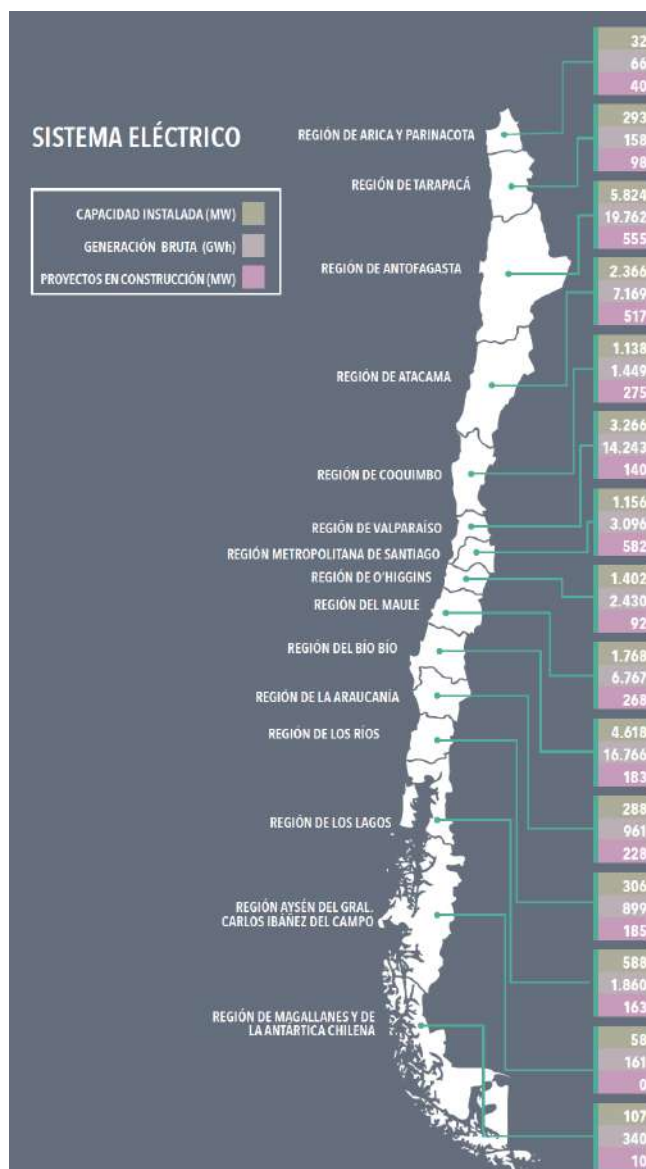 SISTEMA ELÉCTRICO
CAPACIDAD INSTALADA (MW)
GENERACIÓN BRUTA (GWh)
PROYECTOS EN CONSTRUCCIÓN (MW)
REGIÓN DE ARICA Y PARINACOTA
32
66
40
REGIÓN DE TARAPACÁ
293
158
98
REGIÓN DE ANTOFAGASTA
5.824
19.762
555
REGIÓN DE ATACAMA
2.366
7.169
517
REGIÓN DE COQUIMBO
1.138
1.449
275
REGIÓN DE VALPARAÍSO
3.266
14.243
140
REGIÓN METROPOLITANA DE SANTIAGO
1.156
3.096
582
REGIÓN DE O'HIGGINS
1.402
2.430
92
REGIÓN DEL MAULE
1.768
6.767
268
REGIÓN DEL BÍO BÍO
4.618
16.766
183
REGIÓN DE LA ARAUCANÍA
288
961
228
REGIÓN DE LOS RÍOS
306
899
185
REGIÓN DE LOS LAGOS
588
1.860
163
REGIÓN AYSÉN DEL GRAL.
CARLOS IBÁÑEZ DEL CAMPO
58
161
0
REGIÓN DE MAGALLANES Y DE
LA ANTÁRTICA CHILENA
107
340
10